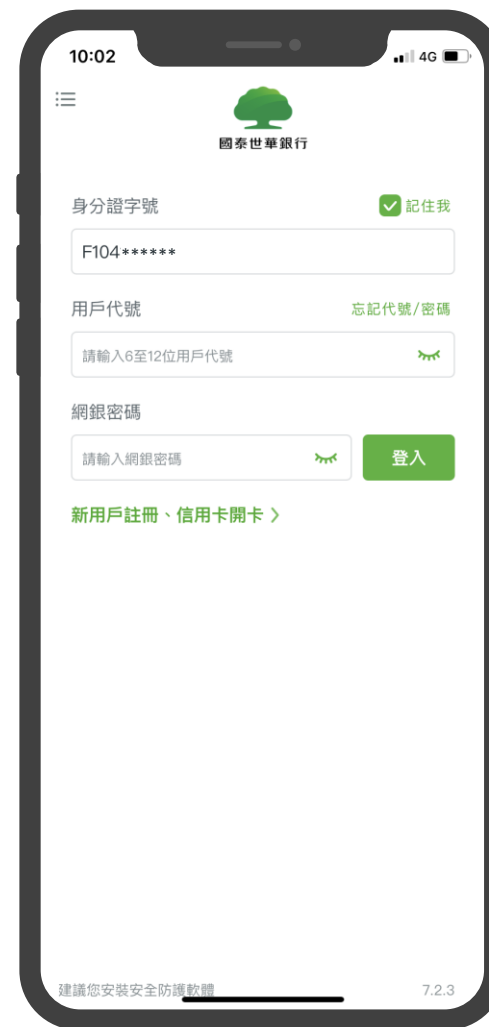 10:02 4G
國泰世華銀行
身分證字號 記住我
F104******
用戶代號 忘記代號/密碼
請輸入6至12位用戶代號
網銀密碼
請輸入網銀密碼 登入
新用戶註冊、信用卡開卡
建議您安裝安全防護軟體 7.2.3